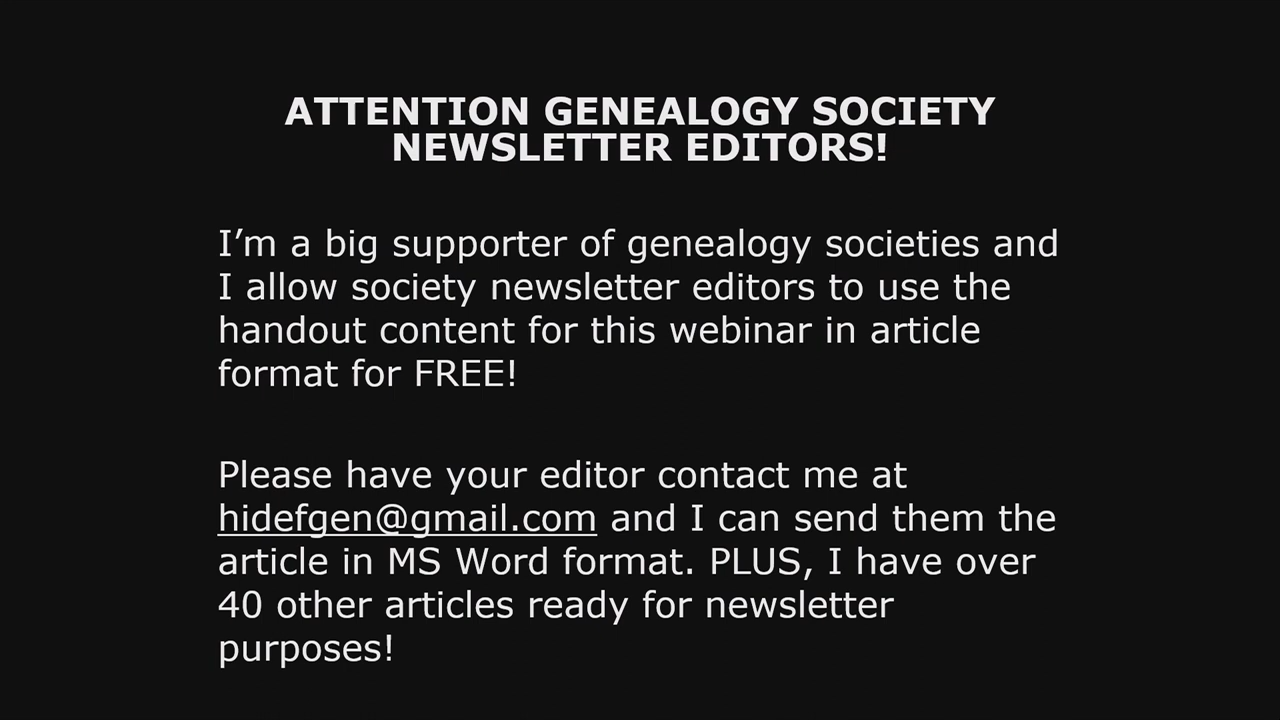 ATTENTION GENEALOGY SOCIETY
NEWSLETTER EDITORS!
I’m a big supporter of genealogy societies and
I allow society newsletter editors to use the
handout content for this webinar in article
format for FREE!
Please have your editor contact me at
hidefgen@gmail.com and I can send them the
article in MS Word format. PLUS, I have over
40 other articles ready for newsletter
purposes!